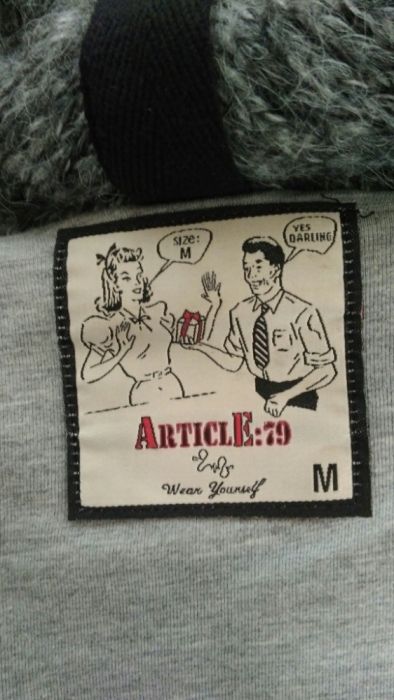 size:
M
YES
DARLING!
ARTICLE:79
Wear Yourself
M